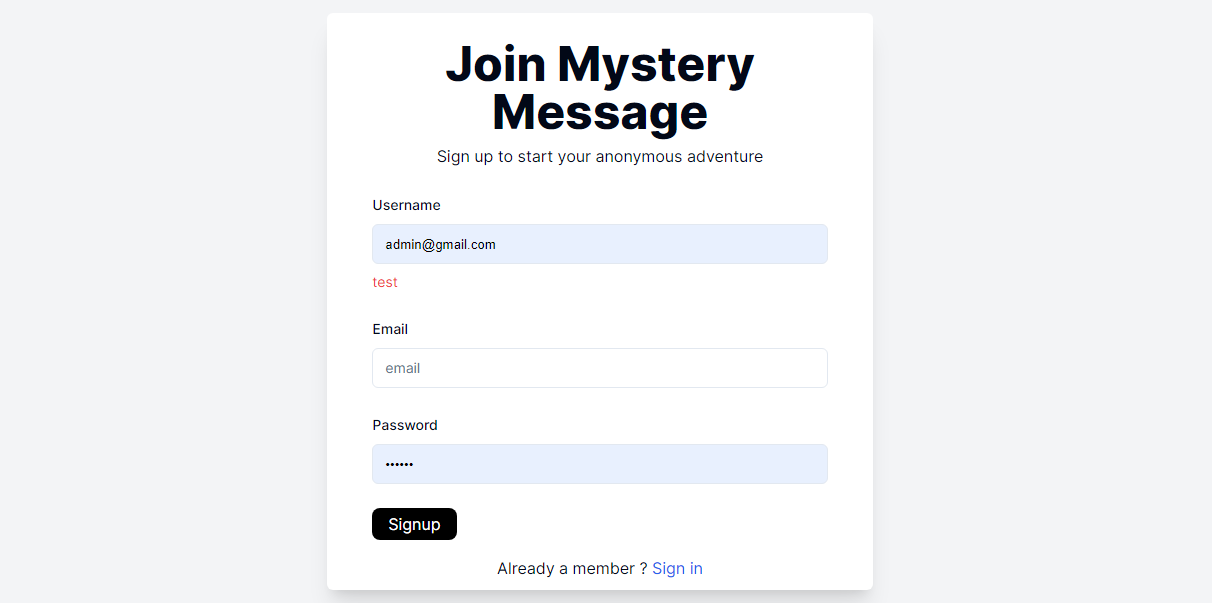 Join Mystery
Message
Sign up to start your anonymous adventure
Username
admin@gmail.com
test
Email
email
Password
••••••
Signup
Already a member ? Sign in